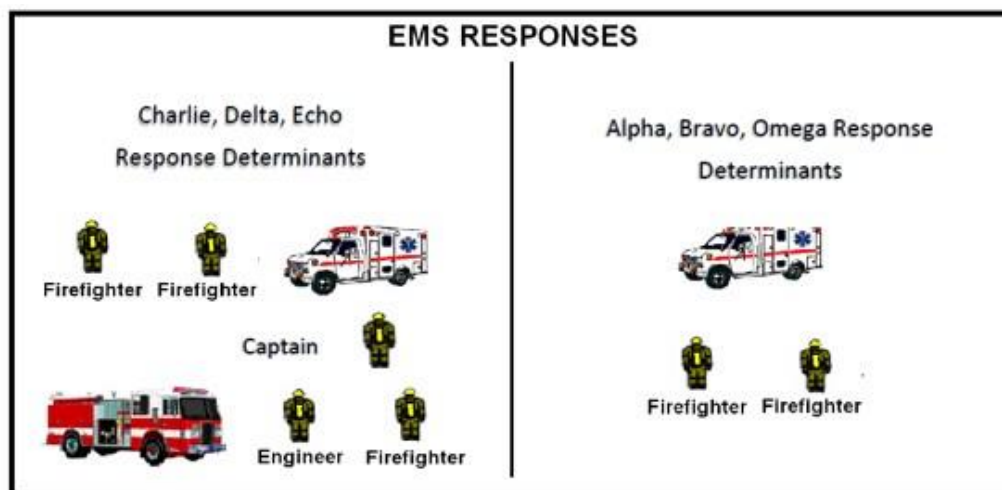 EMS RESPONSES
Charlie, Delta, Echo
Response Determinants
Firefighter Firefighter
Captain
Engineer Firefighter
Alpha, Bravo, Omega Response
Determinants
Firefighter Firefighter